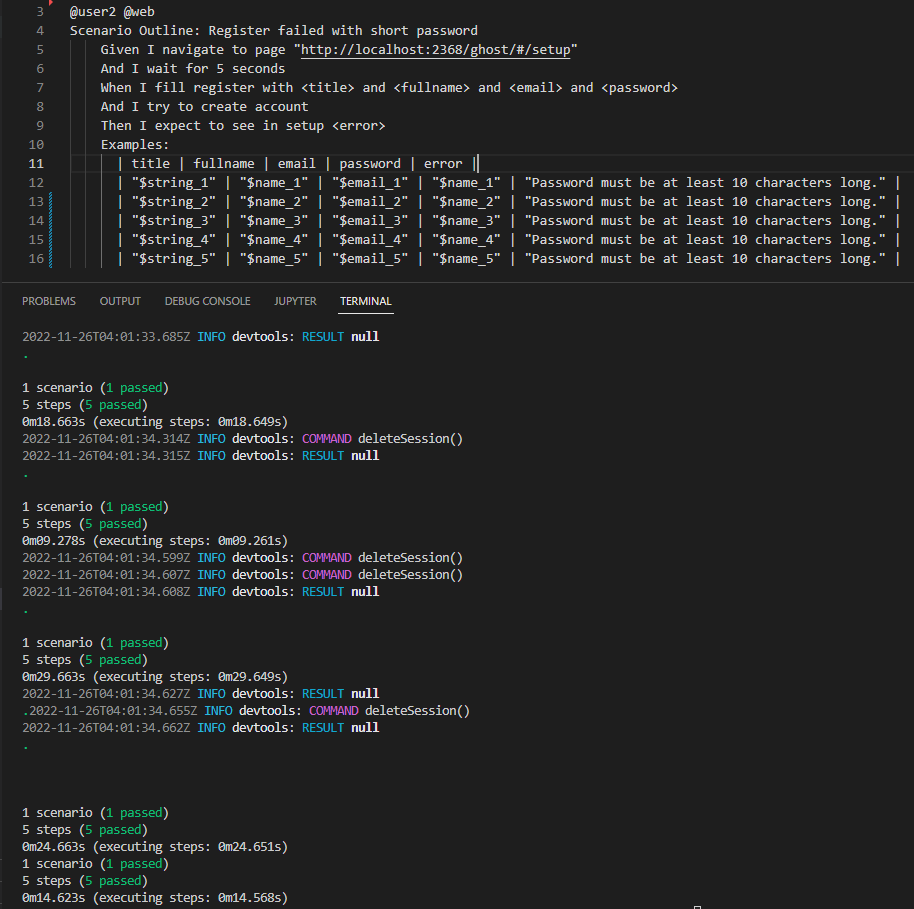 3 @user2 @web
4 Scenario Outline: Register failed with short password
5 Given I navigate to page "http://localhost:2368/ghost/#/setup"
6 And I wait for 5 seconds
7 When I fill register with <title> and <fullname> and <email> and <password>
8 And I try to create account
9 Then I expect to see in setup <error>
10 Examples:
11 | title | fullname | email | password | error |
12 | "$string_1" | "$name_1" | "$email_1" | "$name_1" | "Password must be at least 10 characters long." |
13 | "$string_2" | "$name_2" | "$email_2" | "$name_2" | "Password must be at least 10 characters long." |
14 | "$string_3" | "$name_3" | "$email_3" | "$name_3" | "Password must be at least 10 characters long." |
15 | "$string_4" | "$name_4" | "$email_4" | "$name_4" | "Password must be at least 10 characters long." |
16 | "$string_5" | "$name_5" | "$email_5" | "$name_5" | "Password must be at least 10 characters long." |
PROBLEMS OUTPUT DEBUG CONSOLE JUPYTER TERMINAL
2022-11-26T04:01:33.685Z INFO devtools: RESULT null
.
1 scenario (1 passed)
5 steps (5 passed)
0m18.663s (executing steps: 0m18.649s)
2022-11-26T04:01:34.314Z INFO devtools: COMMAND deleteSession()
2022-11-26T04:01:34.315Z INFO devtools: RESULT null
.
1 scenario (1 passed)
5 steps (5 passed)
0m09.278s (executing steps: 0m09.261s)
2022-11-26T04:01:34.599Z INFO devtools: COMMAND deleteSession()
2022-11-26T04:01:34.607Z INFO devtools: COMMAND deleteSession()
2022-11-26T04:01:34.608Z INFO devtools: RESULT null
.
1 scenario (1 passed)
5 steps (5 passed)
0m29.663s (executing steps: 0m29.649s)
2022-11-26T04:01:34.627Z INFO devtools: RESULT null
.2022-11-26T04:01:34.655Z INFO devtools: COMMAND deleteSession()
2022-11-26T04:01:34.662Z INFO devtools: RESULT null
.
1 scenario (1 passed)
5 steps (5 passed)
0m24.663s (executing steps: 0m24.651s)
1 scenario (1 passed)
5 steps (5 passed)
0m14.623s (executing steps: 0m14.568s)